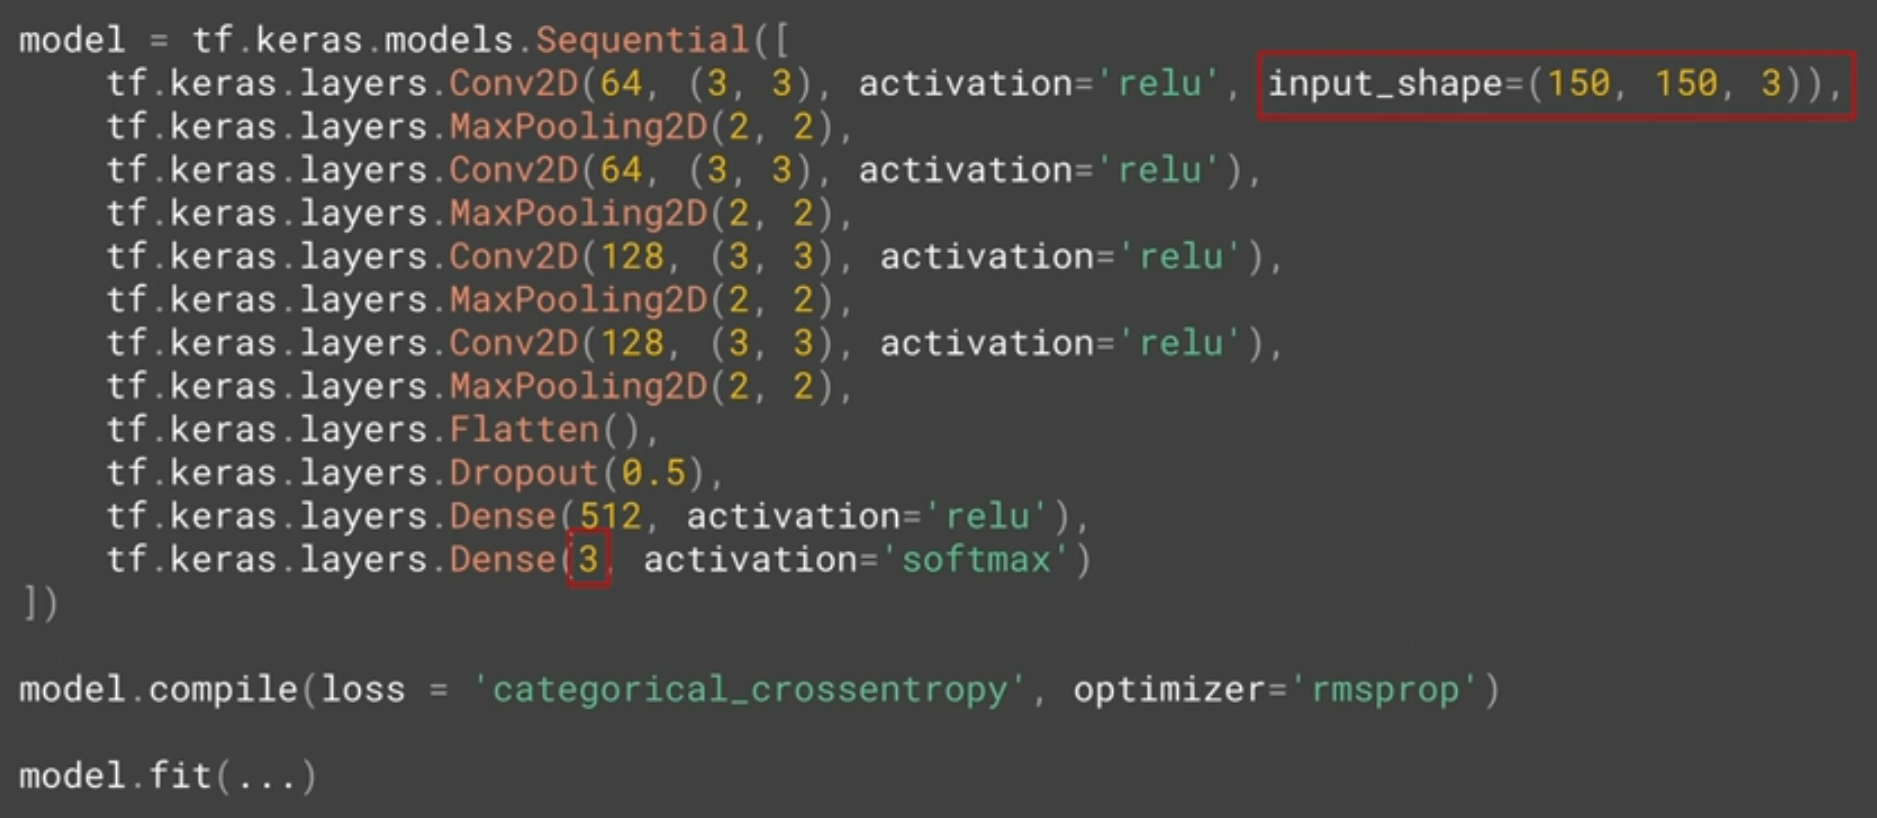 model = tf.keras.models.Sequential([
    tf.keras.layers.Conv2D(64, (3, 3), activation='relu', input_shape=(150, 150, 3)),
    tf.keras.layers.MaxPooling2D(2, 2),
    tf.keras.layers.Conv2D(64, (3, 3), activation='relu'),
    tf.keras.layers.MaxPooling2D(2, 2),
    tf.keras.layers.Conv2D(128, (3, 3), activation='relu'),
    tf.keras.layers.MaxPooling2D(2, 2),
    tf.keras.layers.Conv2D(128, (3, 3), activation='relu'),
    tf.keras.layers.MaxPooling2D(2, 2),
    tf.keras.layers.Flatten(),
    tf.keras.layers.Dropout(0.5),
    tf.keras.layers.Dense(512, activation='relu'),
    tf.keras.layers.Dense(3, activation='softmax')
])
model.compile(loss = 'categorical_crossentropy', optimizer='rmsprop')
model.fit(...)